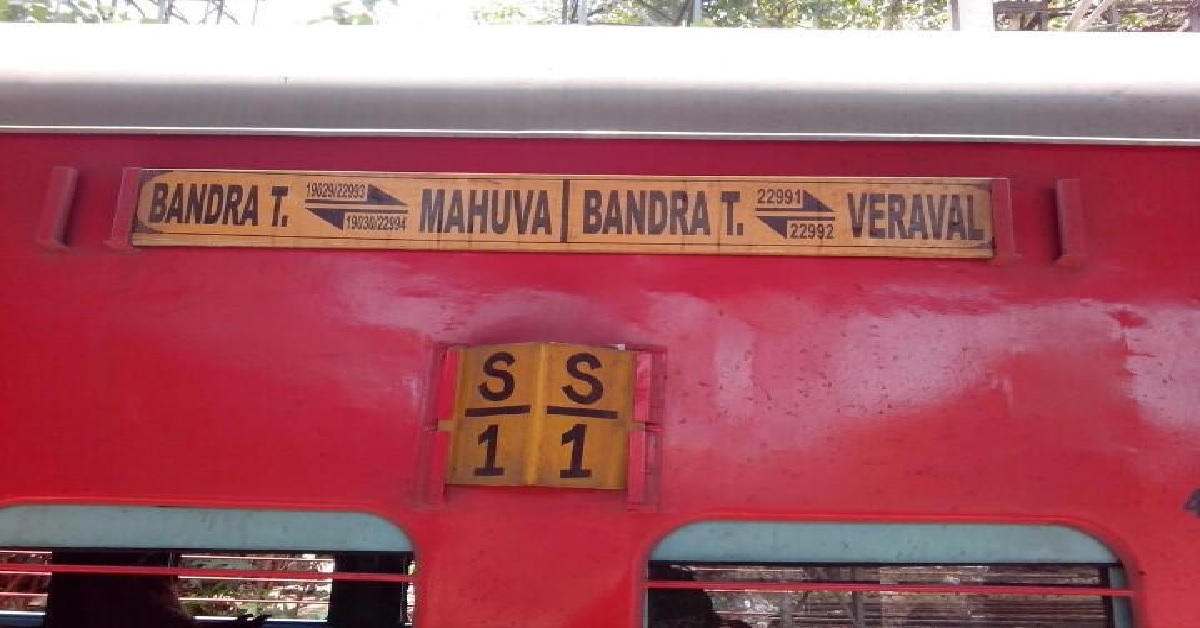 BANDRA T. 19029/22993 MAHUVA BANDRA T. 22991 VERAVAL
19030/22994 22992
S S
1 1